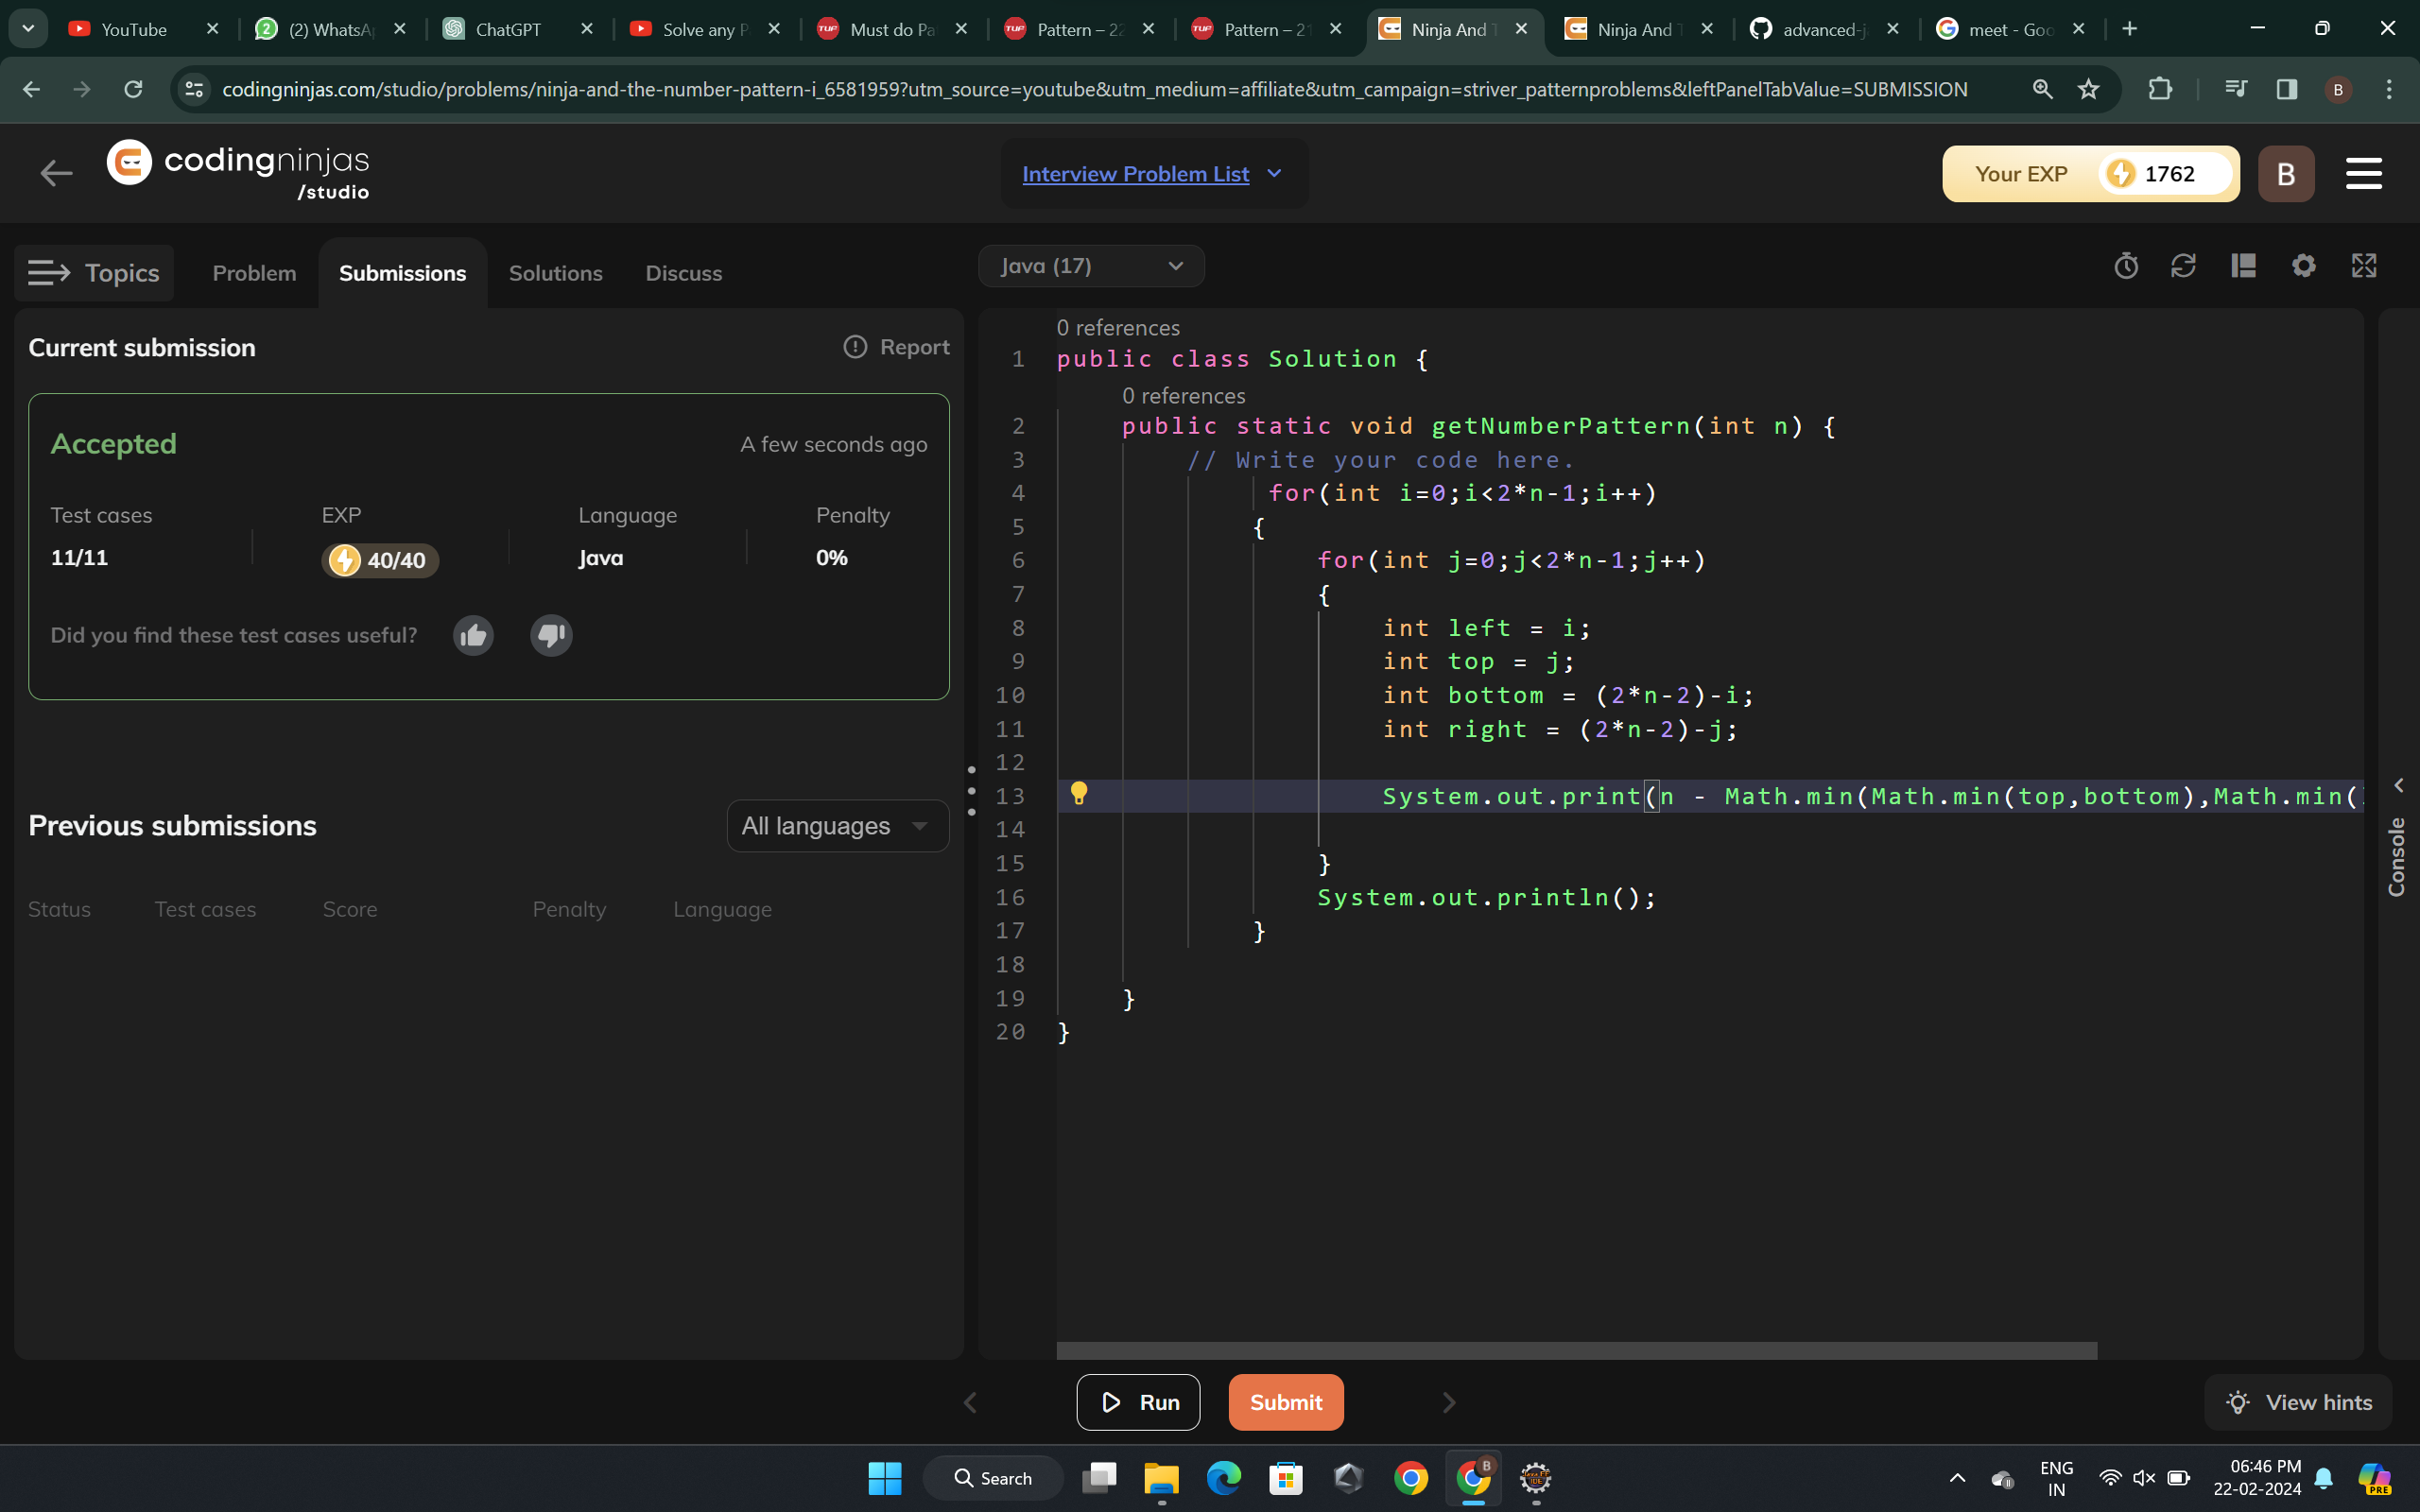 YouTube
(2) WhatsA
ChatGPT
Solve any P
Must do Pa
Pattern – 22
Pattern – 21
Ninja And T
Ninja And T
advanced-j
meet - Goo
codingninjas.com/studio/problems/ninja-and-the-number-pattern-i_6581959?utm_source=youtube&utm_medium=affiliate&utm_campaign=striver_patternproblems&leftPanelTabValue=SUBMISSION
B
codingninjas
/studio
Interview Problem List
Your EXP 1762
B
Topics Problem Submissions Solutions Discuss
Java (17)
Current submission
Report
Accepted
A few seconds ago
Test cases EXP Language Penalty
11/11 40/40 Java 0%
Did you find these test cases useful?
Previous submissions
All languages
Status Test cases Score Penalty Language
0 references
1 public class Solution {
0 references
2 public static void getNumberPattern(int n) {
3 // Write your code here.
4 for(int i=0;i<2*n-1;i++)
5 {
6 for(int j=0;j<2*n-1;j++)
7 {
8 int left = i;
9 int top = j;
10 int bottom = (2*n-2)-i;
11 int right = (2*n-2)-j;
12
13 System.out.print(n - Math.min(Math.min(top,bottom),Math.min(
14
15 }
16 System.out.println();
17 }
18
19 }
20 }
Console
Run
Submit
View hints
Search
B
ENG
IN
06:46 PM
22-02-2024
PRE